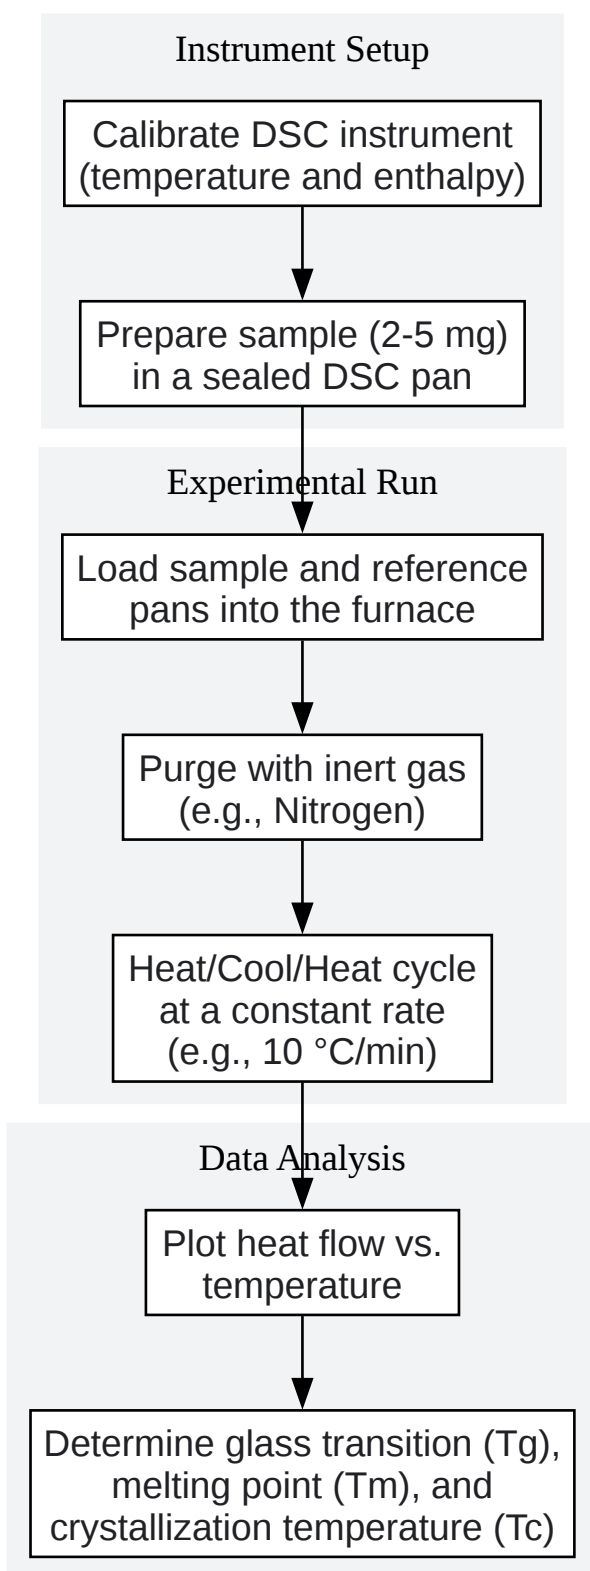 Instrument Setup
Calibrate DSC instrument
(temperature and enthalpy)
Prepare sample (2-5 mg)
in a sealed DSC pan
Experimental Run
Load sample and reference
pans into the furnace
Purge with inert gas
(e.g., Nitrogen)
Heat/Cool/Heat cycle
at a constant rate
(e.g., 10 °C/min)
Data Analysis
Plot heat flow vs.
temperature
Determine glass transition (Tg),
melting point (Tm), and
crystallization temperature (Tc)